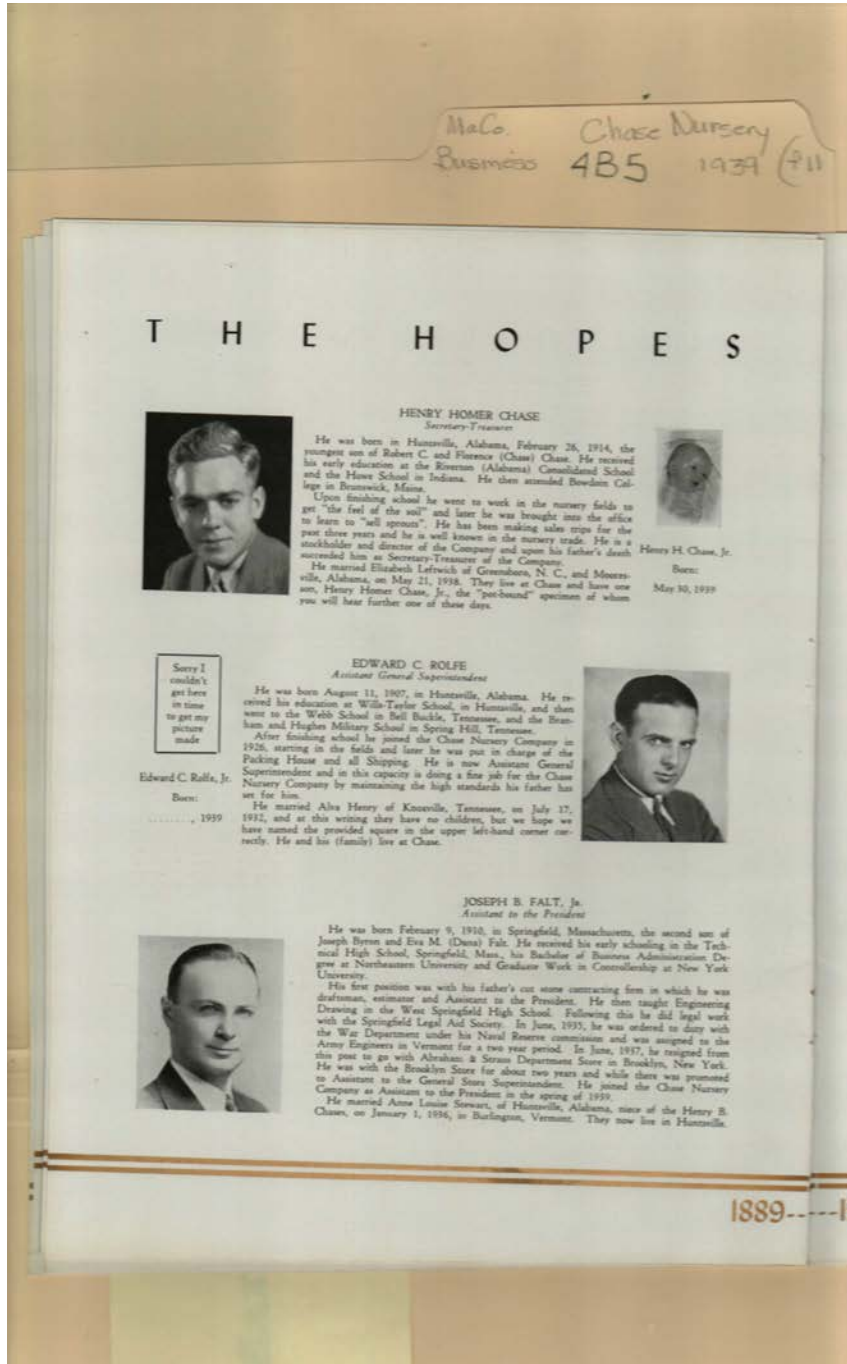 MaCo. Chase Nursery
Business 4B5 1939 (P11
THE HOPES
HENRY HOMER CHASE
Secretary-Treasurer
He was born in Huntsville, Alabama, February 26, 1914, the
youngest son of Robert C. and Florence (Chase) Chase. He received
his early education at the Riverton (Alabama) Consolidated School
and the Howe School in Indiana. He then attended Bowdoin Col-
lege in Brunswick, Maine.
Upon finishing school he went to work in the nursery fields to
get "the feel of the soil" and later he was brought into the office
to learn to "sell sprouts". He has been making sales trips for the
past three years and he is well known in the nursery trade. He is a
stockholder and director of the Company and upon his father's death
succeeded him as Secretary-Treasurer of the Company.
He married Elizabeth Leftwich of Greensboro, N. C., and Moores-
ville, Alabama, on May 21, 1938. They live at Chase and have one
son, Henry Homer Chase, Jr., the "pot-bound" specimen of whom
you will hear further one of these days.
Henry H. Chase, Jr.
Born:
May 30, 1939
Sorry I
couldn't
get here
in time
to get my
picture
made
Edward C. Rolfe, Jr.
Born:
........, 1939
EDWARD C. ROLFE
Assistant General Superintendent
He was born August 11, 1907, in Huntsville, Alabama. He re-
ceived his education at Wills-Taylor School, in Huntsville, and then
went to the Webb School in Bell Buckle, Tennessee, and the Bran-
ham and Hughes Military School in Spring Hill, Tennessee.
After finishing school he joined the Chase Nursery Company in
1926, starting in the fields and later he was put in charge of the
Packing House and all Shipping. He is now Assistant General
Superintendent and in this capacity is doing a fine job for the Chase
Nursery Company by maintaining the high standards his father has
set for him.
He married Alva Henry of Knoxville, Tennessee, on July 17,
1932, and at this writing they have no children, but we hope we
have named the provided square in the upper left-hand corner cor-
rectly. He and his (family) live at Chase.
JOSEPH B. FALT, Jr.
Assistant to the President
He was born February 9, 1910, in Springfield, Massachusetts, the second son of
Joseph Byron and Eva M. (Dana) Falt. He received his early schooling in the Tech-
nical High School, Springfield, Mass., his Bachelor of Business Administration De-
gree at Northeastern University and Graduate Work in Controllership at New York
University.
His first position was with his father's cut stone contracting firm in which he was
draftsman, estimator and Assistant to the President. He then taught Engineering
Drawing in the West Springfield High School. Following this he did legal work
with the Springfield Legal Aid Society. In June, 1935, he was ordered to duty with
the War Department under his Naval Reserve commission and was assigned to the
Army Engineers in Vermont for a two year period. In June, 1937, he resigned from
this post to go with Abraham & Straus Department Store in Brooklyn, New York.
He was with the Brooklyn Store for about two years and while there was promoted
to Assistant to the General Store Superintendent. He joined the Chase Nursery
Company as Assistant to the President in the spring of 1939.
He married Anne Louise Stewart, of Huntsville, Alabama, niece of the Henry B.
Chases, on January 1, 1936, in Burlington, Vermont. They now live in Huntsville.
1889-----1